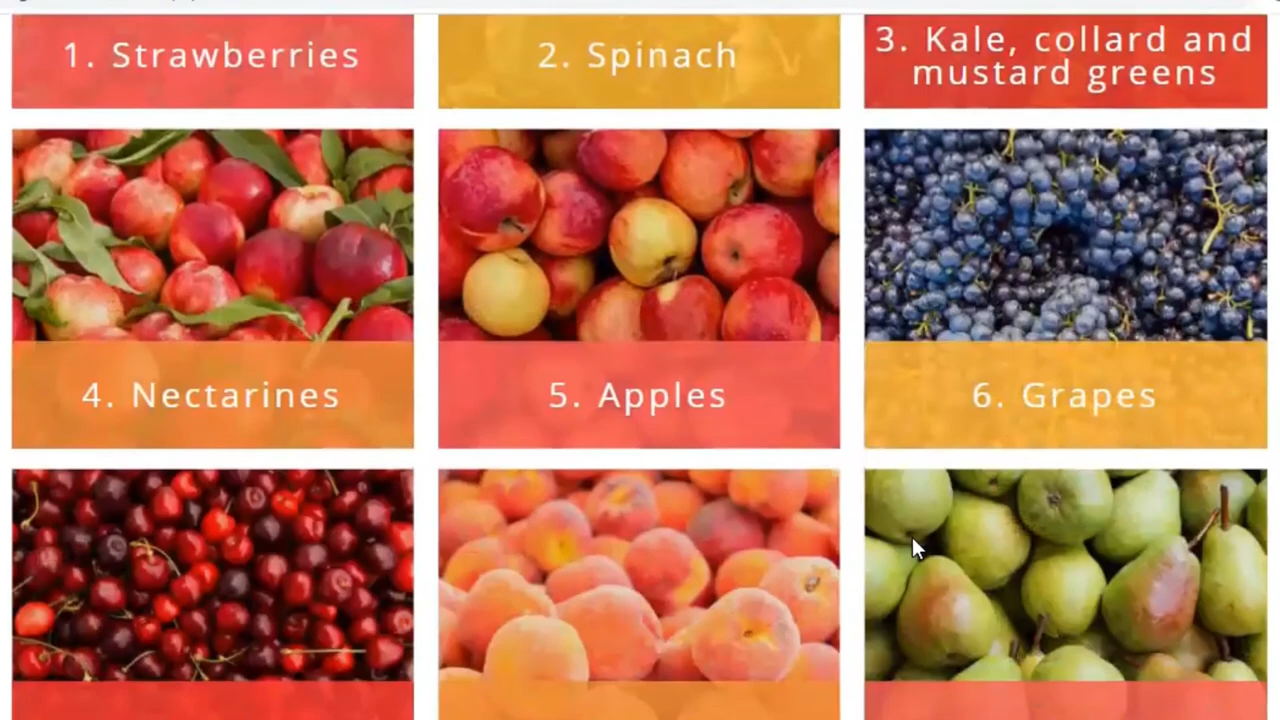 1. Strawberries
2. Spinach
3. Kale, collard and
mustard greens
4. Nectarines
5. Apples
6. Grapes